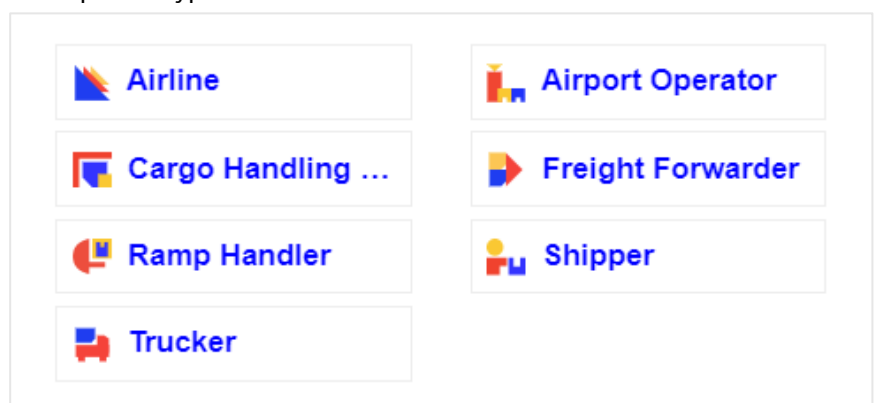 Airline
Airport Operator
Cargo Handling ...
Freight Forwarder
Ramp Handler
Shipper
Trucker